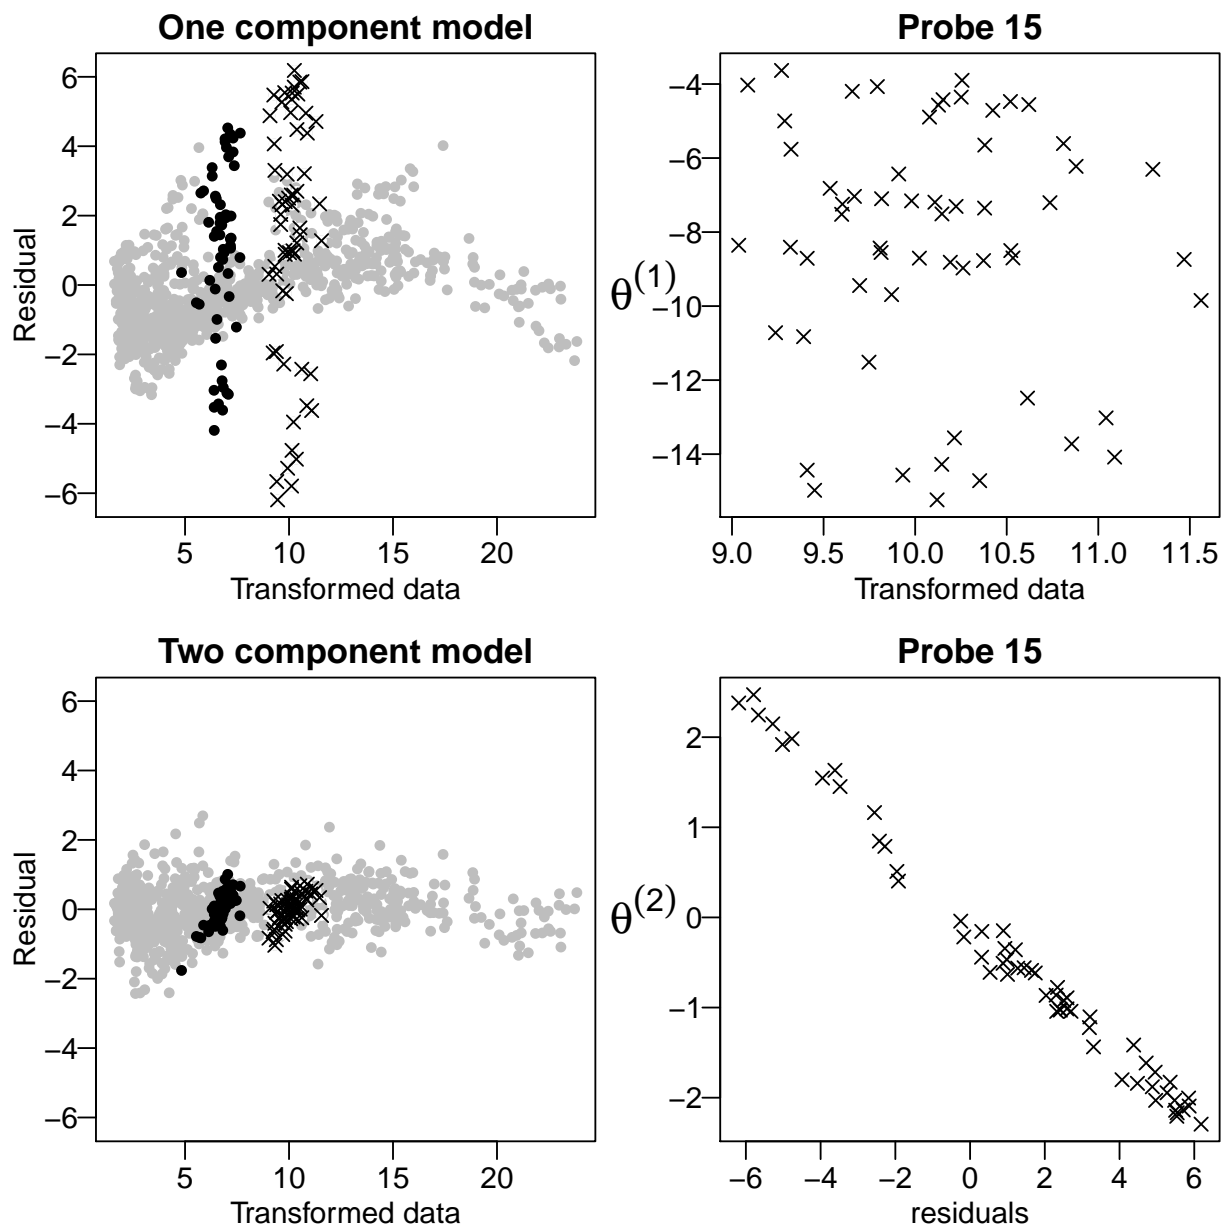 One component model
Residual
6
4
2
0
−2
−4
−6
5 10 15 20
Transformed data
Probe 15
θ(1)
−4
−6
−8
−10
−12
−14
9.0 9.5 10.0 10.5 11.0 11.5
Transformed data
Two component model
Residual
6
4
2
0
−2
−4
−6
5 10 15 20
Transformed data
Probe 15
θ(2)
2
1
0
−1
−2
−6 −4 −2 0 2 4 6
residuals